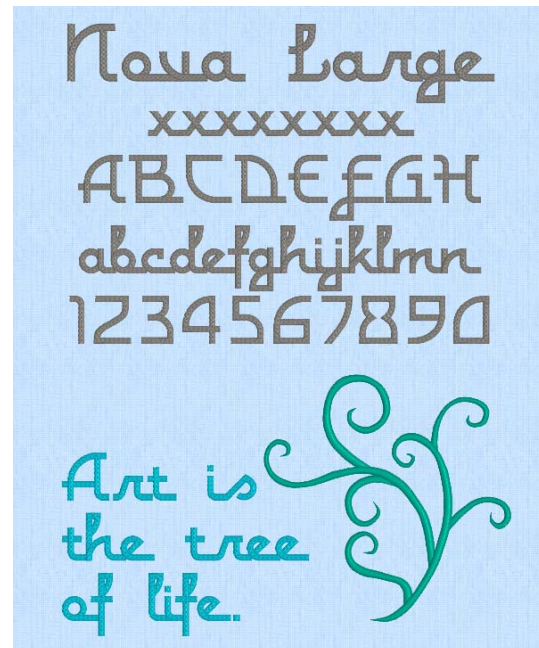 Nova Large
xxxxxxxx
ABCDEFGH
abcdefghijklmn
1234567890
Art is
the tree
of life.